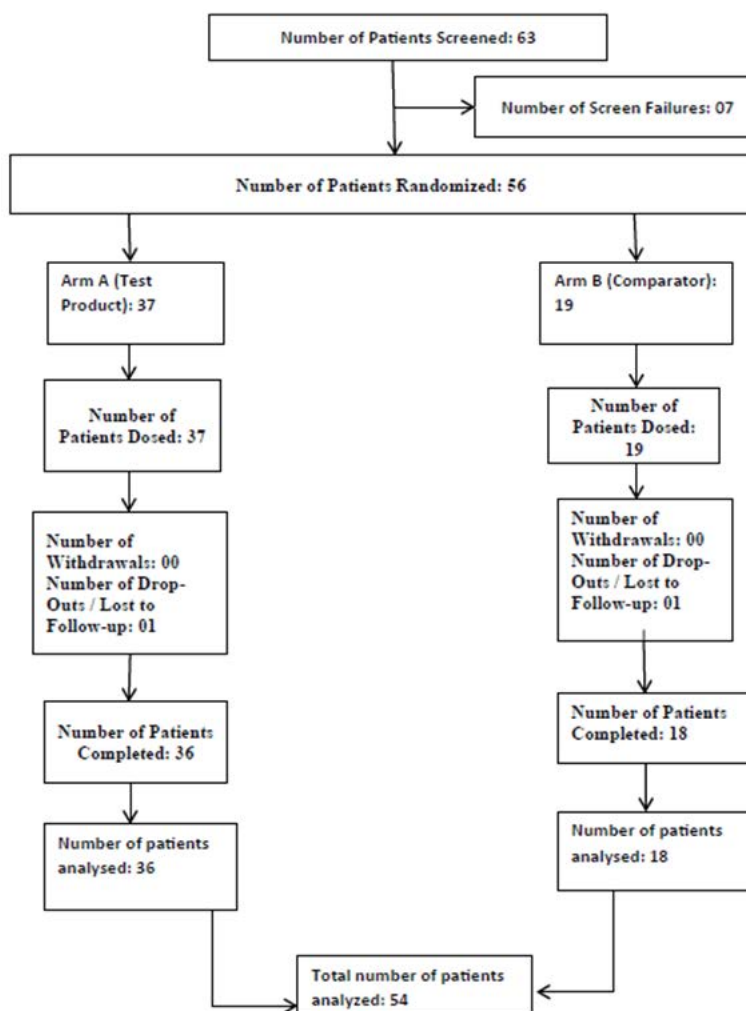 Number of Patients Screened: 63
Number of Screen Failures: 07
Number of Patients Randomized: 56
Arm A (Test
Product): 37
Number of
Patients Dosed: 37
Number of
Withdrawals: 00
Number of Drop-
Outs / Lost to
Follow-up: 01
Number of Patients
Completed: 36
Number of patients
analysed: 36
Arm B (Comparator):
19
Number of
Patients Dosed:
19
Number of
Withdrawals: 00
Number of Drop-
Outs / Lost to
Follow-up: 01
Number of Patients
Completed: 18
Number of patients
analysed: 18
Total number of patients
analyzed: 54